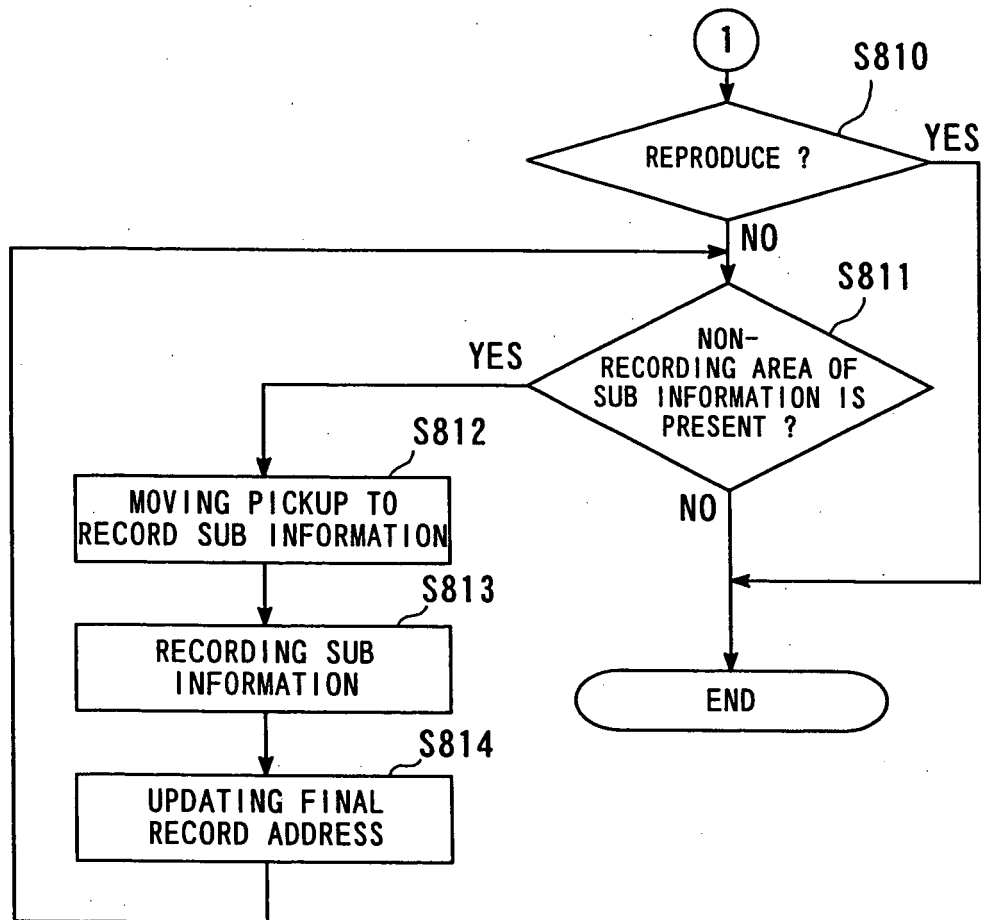 1
S810
REPRODUCE ?
YES
NO
S811
NON-
RECORDING AREA OF
SUB INFORMATION IS
PRESENT ?
YES
NO
S812
MOVING PICKUP TO
RECORD SUB INFORMATION
S813
RECORDING SUB
INFORMATION
END
S814
UPDATING FINAL
RECORD ADDRESS